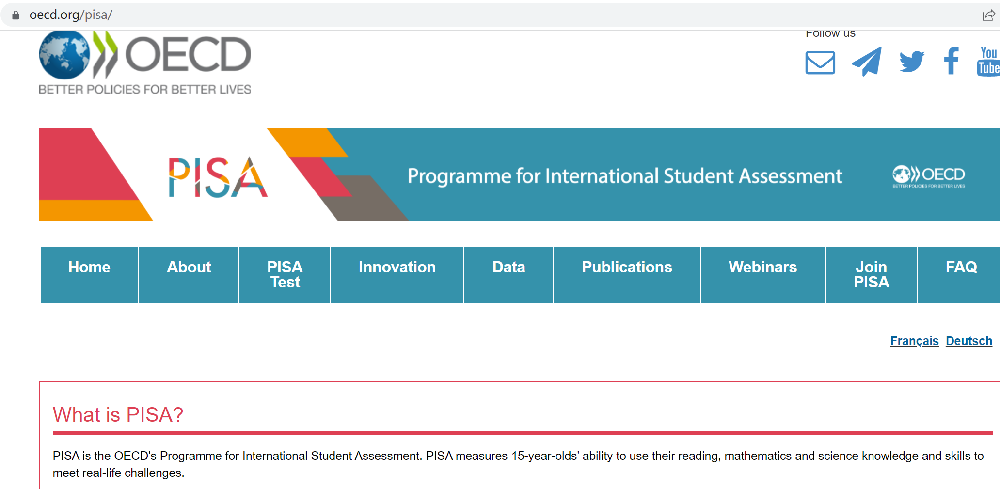 oecd.org/pisa/
Follow us
OECD
BETTER POLICIES FOR BETTER LIVES
You
Tube
PISA
Programme for International Student Assessment
OECD
BETTER POLICIES FOR BETTER LIVES
Home
About
PISA
Test
Innovation
Data
Publications
Webinars
Join
PISA
FAQ
Français Deutsch
What is PISA?
PISA is the OECD's Programme for International Student Assessment. PISA measures 15-year-olds’ ability to use their reading, mathematics and science knowledge and skills to
meet real-life challenges.